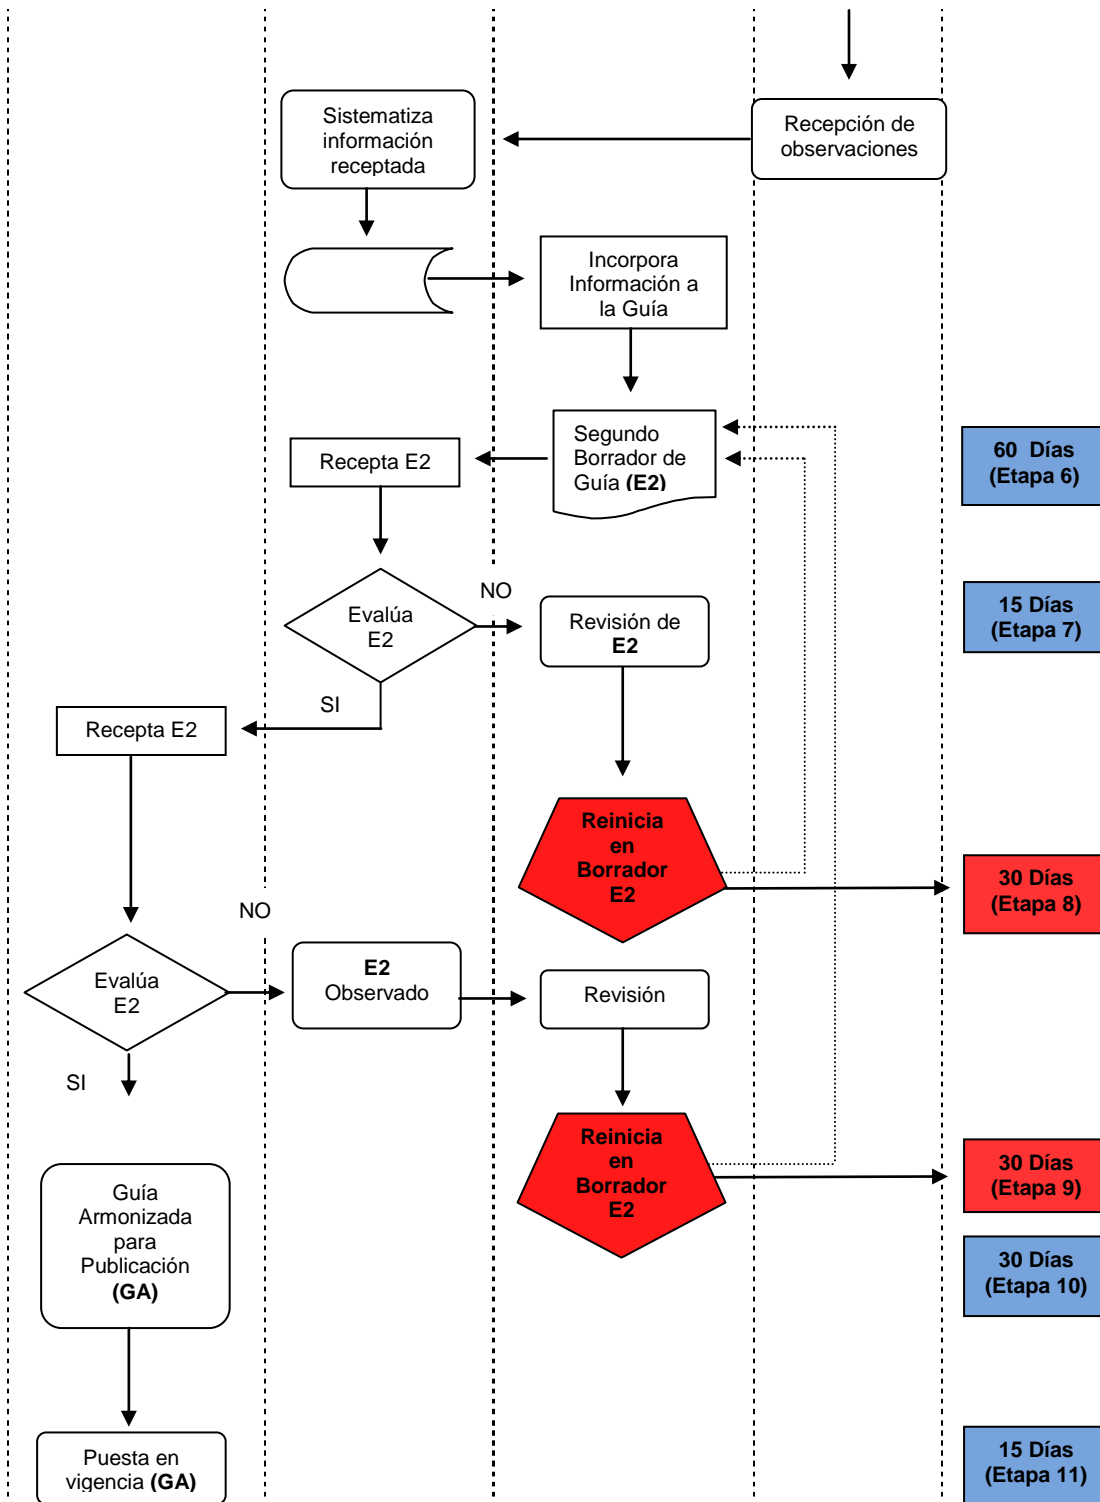 Sistematiza
información
receptada
Recepción de
observaciones
Incorpora
Información a
la Guía
Segundo
Borrador de
Guía (E2)
Recepta E2
60 Días
(Etapa 6)
Evalúa
E2
NO
Revisión de
E2
15 Días
(Etapa 7)
SI
Recepta E2
Reinicia
en
Borrador
E2
30 Días
(Etapa 8)
NO
Evalúa
E2
E2
Observado
Revisión
SI
Reinicia
en
Borrador
E2
30 Días
(Etapa 9)
Guía
Armonizada
para
Publicación
(GA)
30 Días
(Etapa 10)
Puesta en
vigencia (GA)
15 Días
(Etapa 11)